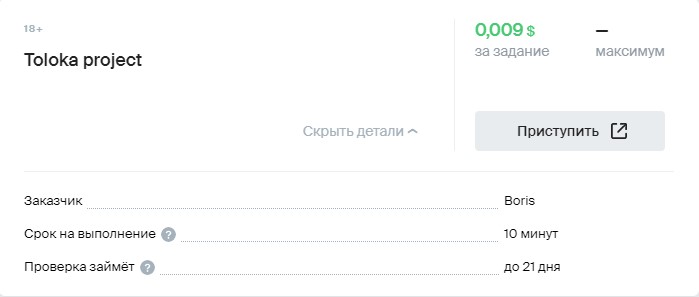 18+
Toloka project
0,009 $
за задание
—
максимум
Скрыть детали
Приступить
Заказчик Boris
Срок на выполнение ? 10 минут
Проверка займёт ? до 21 дня